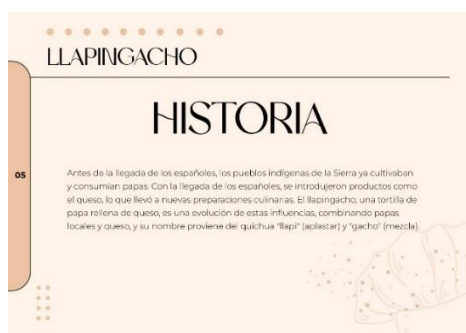 LLAPINGACHO
HISTORIA
05
Antes de la llegada de los españoles, los pueblos indígenas de la Sierra ya cultivaban
y consumían papas. Con la llegada de los españoles, se introdujeron productos como
el queso, lo que llevó a nuevas preparaciones culinarias. El llapingacho, una tortilla de
papa rellena de queso, es una evolución de estas influencias, combinando papas
locales y queso, y su nombre proviene del quichua "llapi" (aplastar) y "gacho" (mezcla).